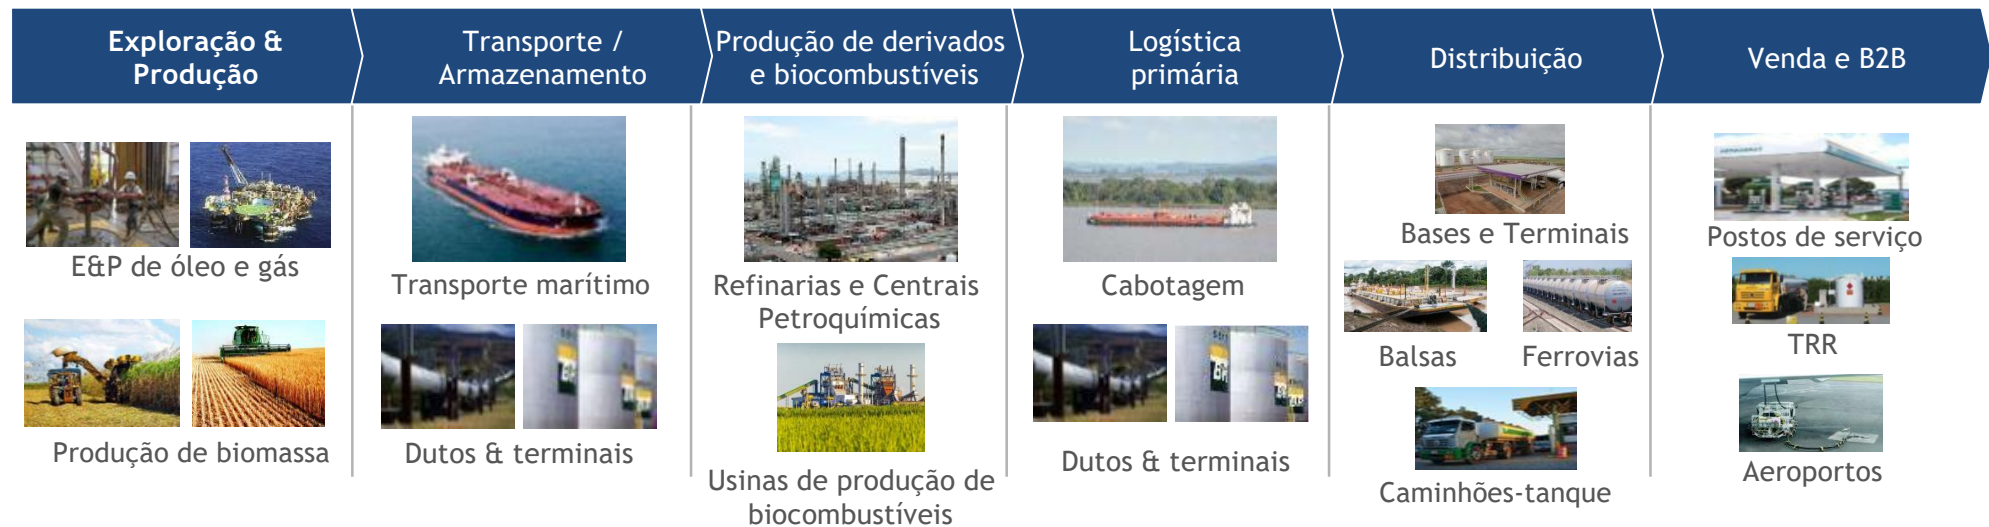 Exploração &
Produção
Transporte /
Armazenamento
Produção de derivados
e biocombustíveis
Logística
primária
Distribuição
Venda e B2B
E&P de óleo e gás
Produção de biomassa
Transporte marítimo
BR
Dutos & terminais
Refinarias e Centrais
Petroquímicas
Usinas de produção de
biocombustíveis
Cabotagem
BR
Dutos & terminais
Bases e Terminais
Balsas
Ferrovias
Caminhões-tanque
Postos de serviço
TRR
Aeroportos